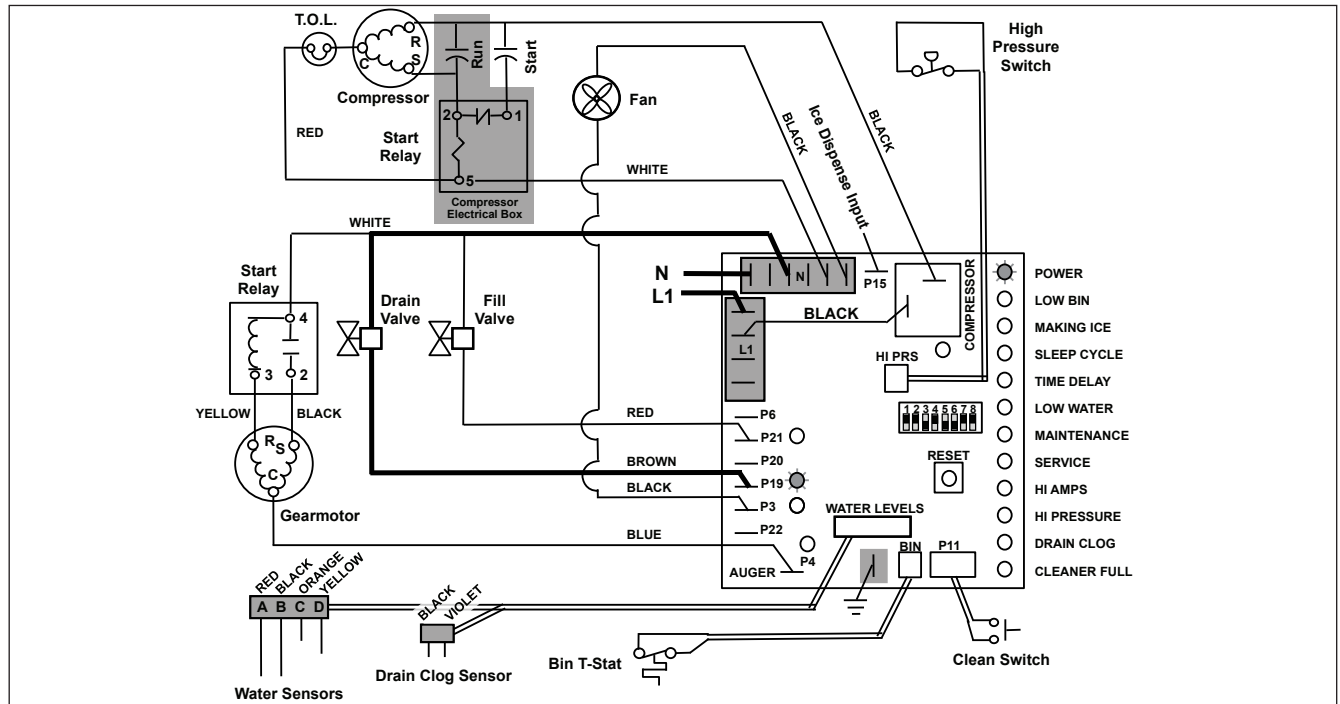 T.O.L.
R
S
C
Compressor
Run
Start
RED
2
1
Start
Relay
5
Compressor
Electrical Box
Fan
WHITE
BLACK
Ice Dispense Input
BLACK
High
Pressure
Switch
WHITE
Start
Relay
4
3
2
YELLOW
BLACK
R
S
C
Gearmotor
Drain
Valve
Fill
Valve
N
L1
N
L1
P15
BLACK
COMPRESSOR
HI PRS
1 2 3 4 5 6 7 8
RESET
RED
BROWN
BLACK
BLUE
P6
P21
P20
P19
P3
P22
P4
AUGER
WATER LEVELS
BIN
P11
POWER
LOW BIN
MAKING ICE
SLEEP CYCLE
TIME DELAY
LOW WATER
MAINTENANCE
SERVICE
HI AMPS
HI PRESSURE
DRAIN CLOG
CLEANER FULL
RED
BLACK
ORANGE
YELLOW
A B C D
Water Sensors
BLACK
VIOLET
Drain Clog Sensor
Bin T-Stat
Clean Switch